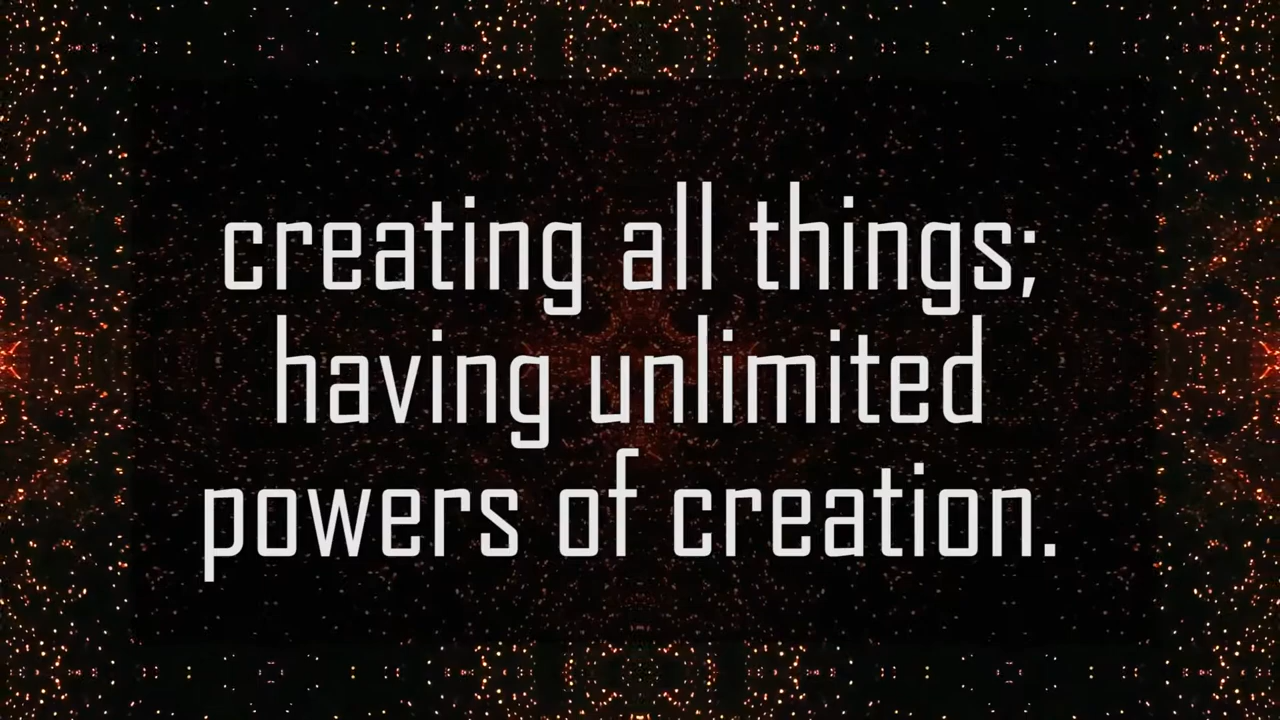 creating all things;
having unlimited
powers of creation.